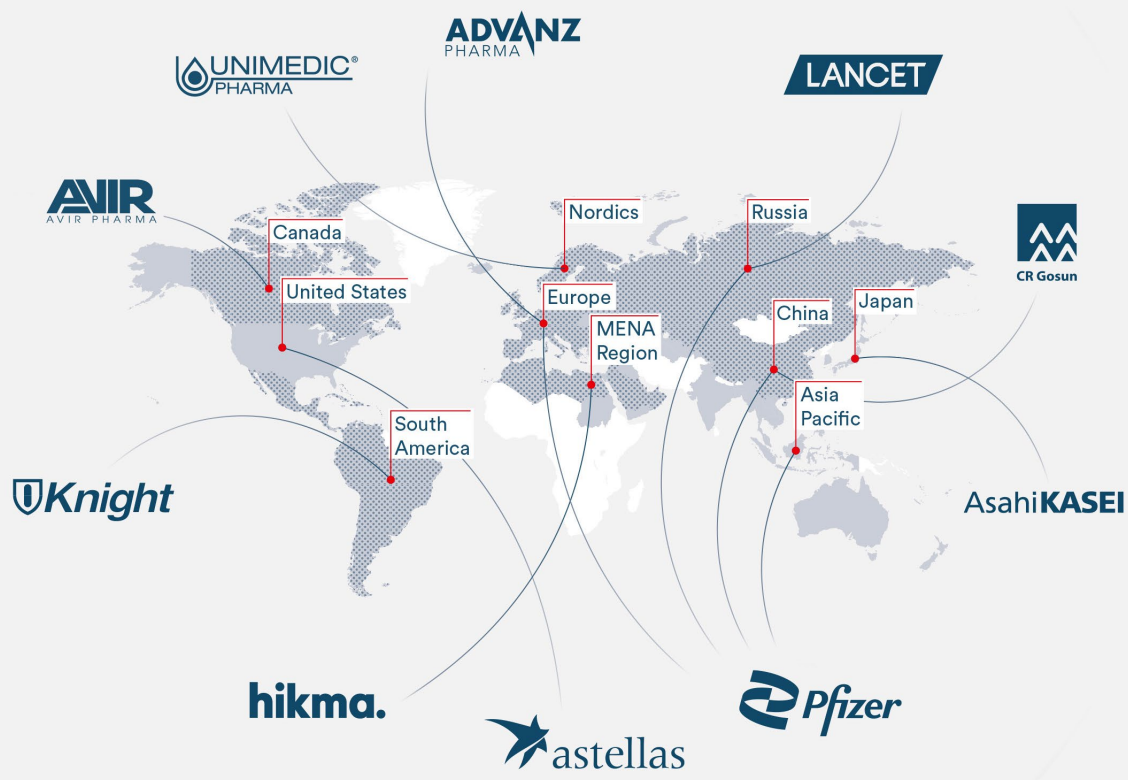 ADVANZ
PHARMA
UNIMEDIC®
PHARMA
LANCET
AVIR
AVIR PHARMA
Nordics
Russia
Canada
CR Gosun
United States
Europe
Japan
China
MENA
Region
Asia
Pacific
South
America
Knight
AsahiKASEI
hikma.
Pfizer
astellas